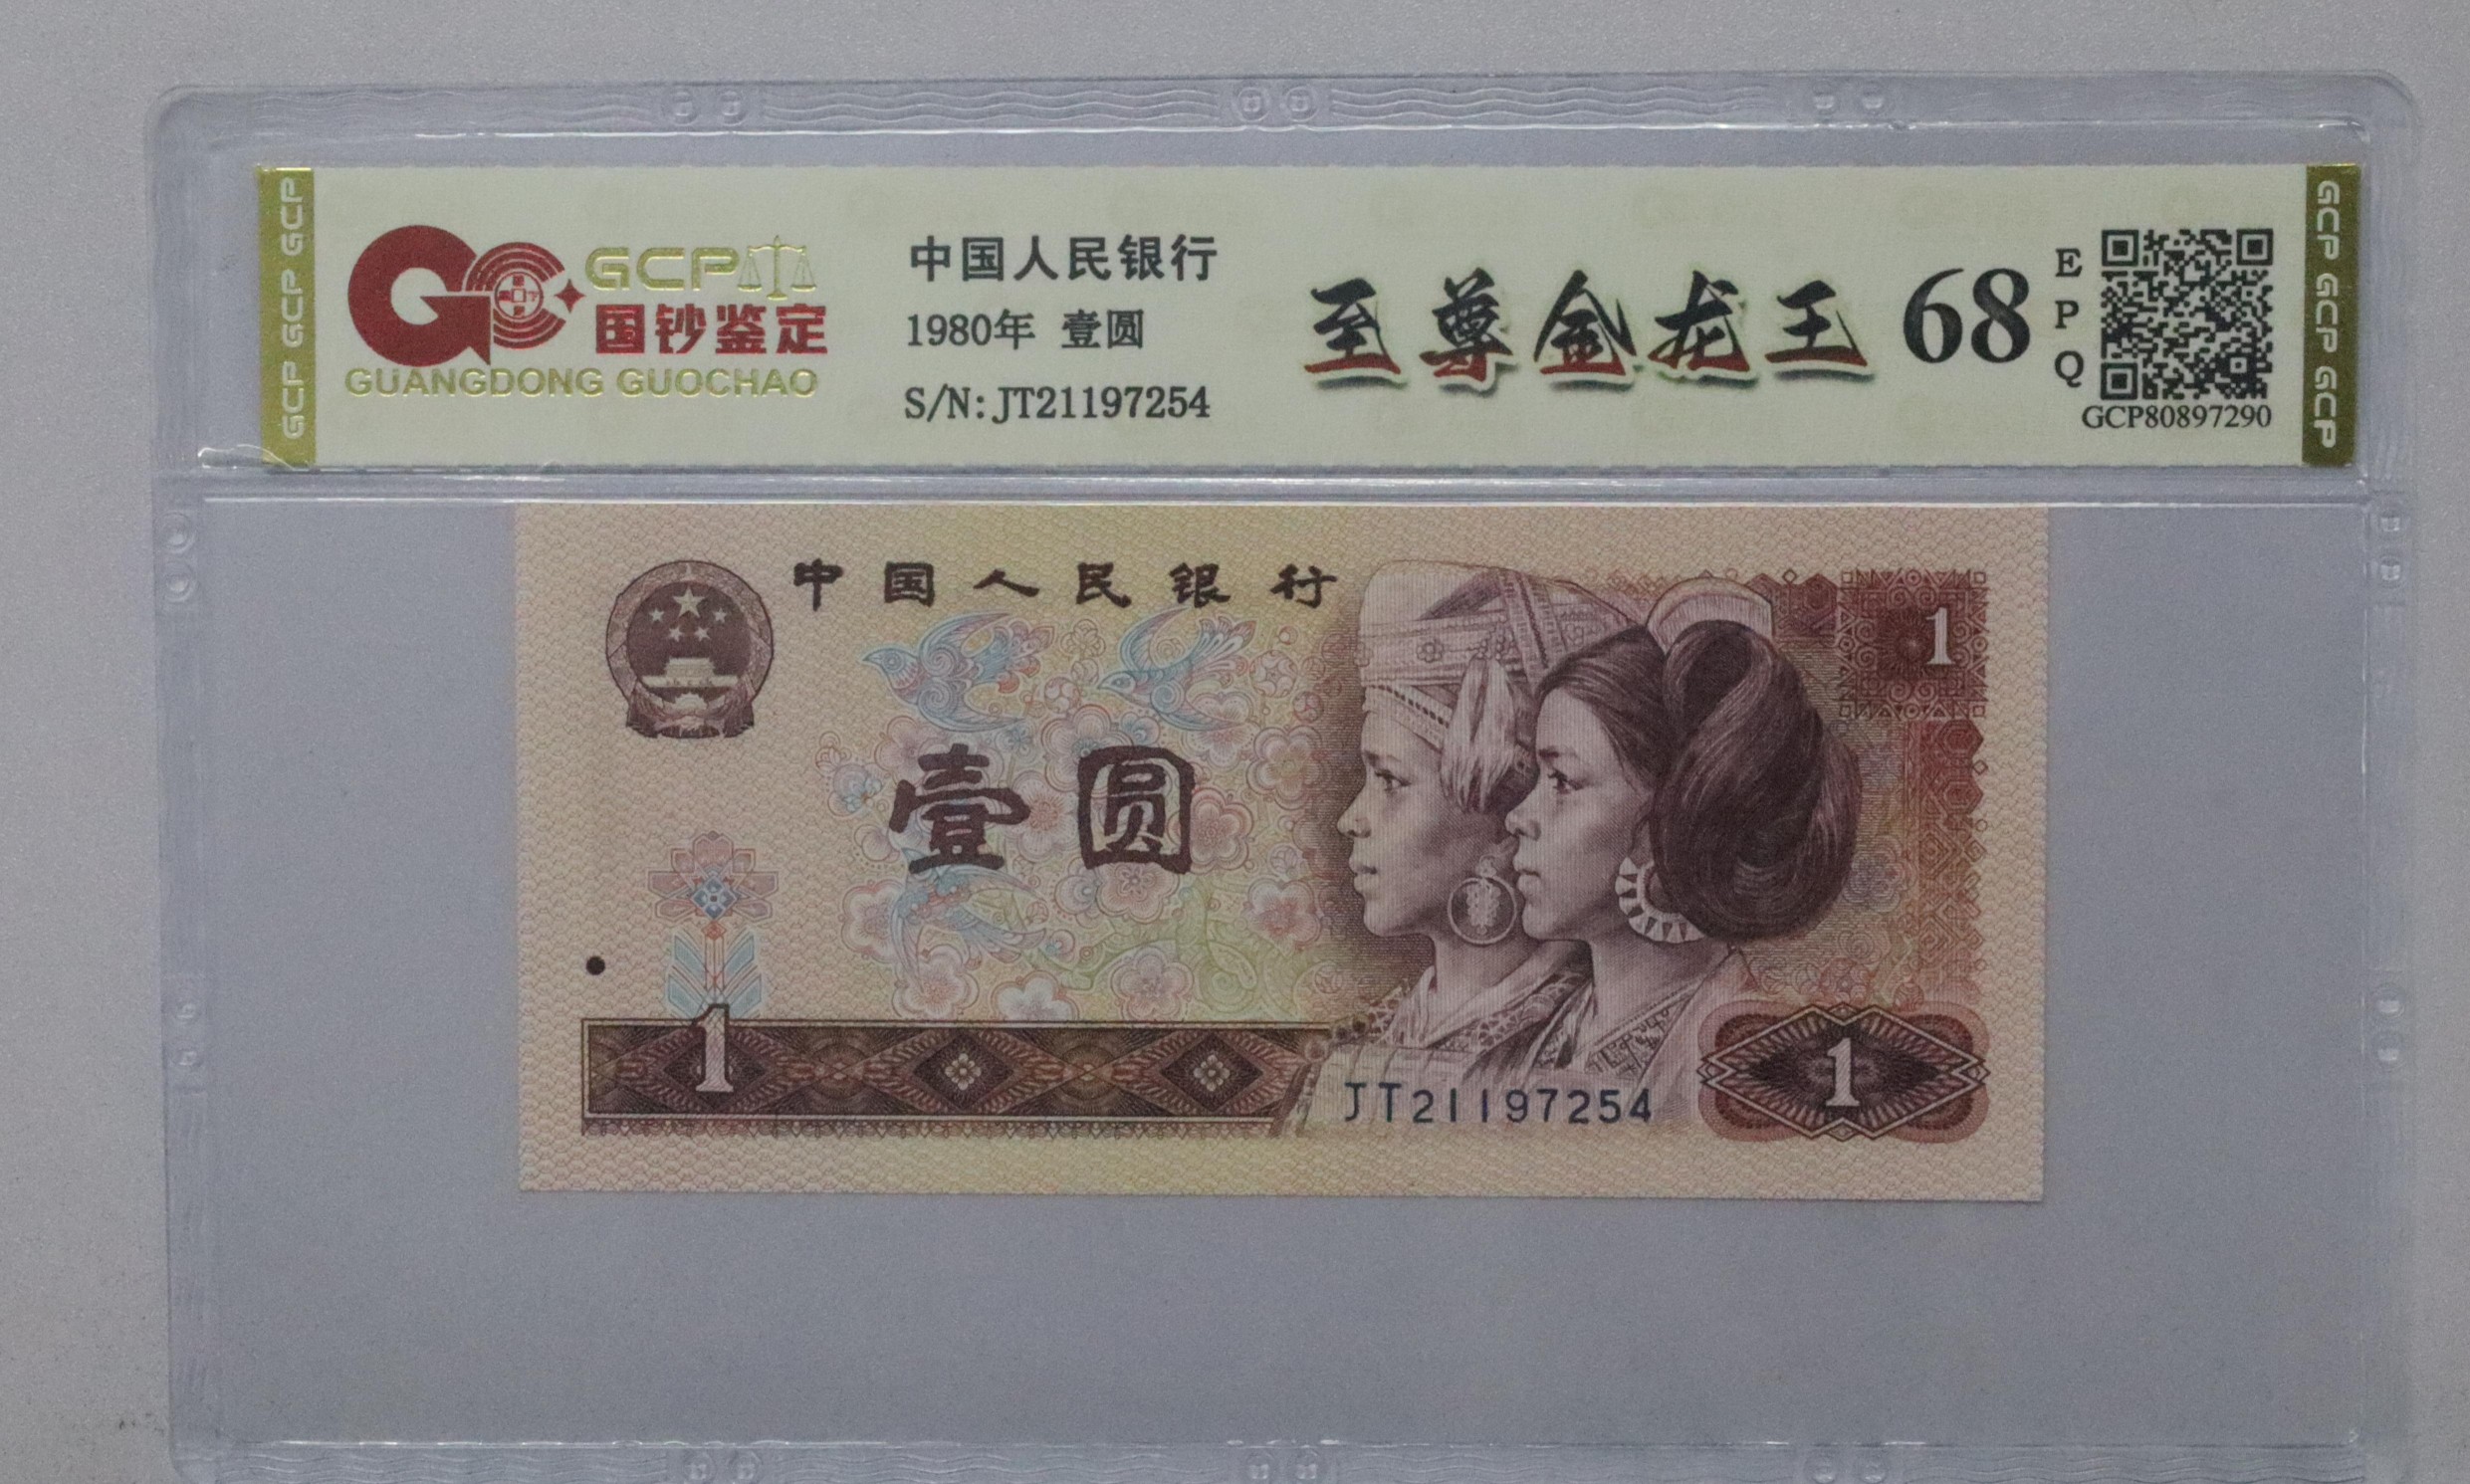 GCP GCP GCP
GCP
国钞鉴定
GUANGDONG GUOCHAO
中国人民银行
1980年 壹圆
S/N: JT21197254
至尊金龙王 68
EPQ
GCP80897290
GCP GCP GCP
中国人民银行
1
壹圆
1
JT21197254
1